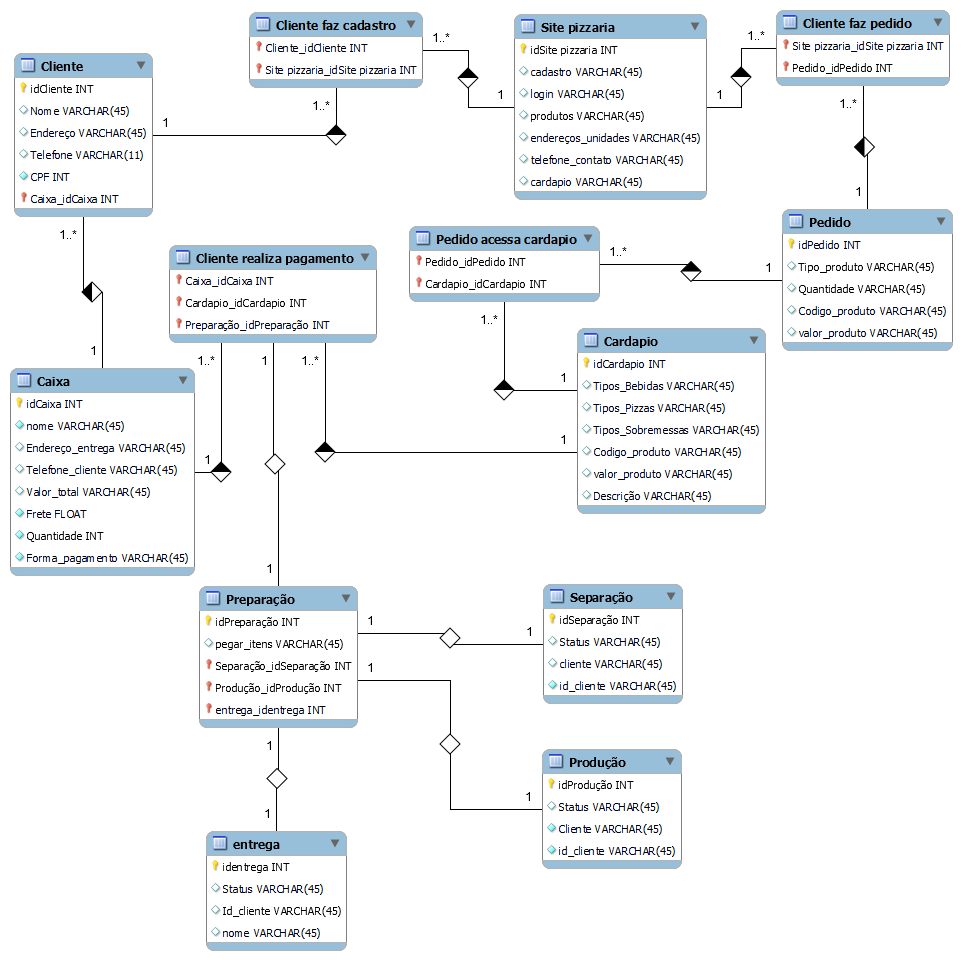 Cliente faz cadastro
Cliente_idCliente INT
Site pizzaria_idSite pizzaria INT
1..*
1..*
Site pizzaria
idSite pizzaria INT
cadastro VARCHAR(45)
login VARCHAR(45)
produtos VARCHAR(45)
endereços_unidades VARCHAR(45)
telefone_contato VARCHAR(45)
cardapio VARCHAR(45)
1
1
Cliente faz pedido
Site pizzaria_idSite pizzaria INT
Pedido_idPedido INT
1..*
1..*
Cliente
idCliente INT
Nome VARCHAR(45)
Endereço VARCHAR(45)
Telefone VARCHAR(11)
CPF INT
Caixa_idCaixa INT
1
1..*
Pedido
idPedido INT
Tipo_produto VARCHAR(45)
Quantidade VARCHAR(45)
Codigo_produto VARCHAR(45)
valor_produto VARCHAR(45)
1
1
Pedido acessa cardapio
Pedido_idPedido INT
Cardapio_idCardapio INT
1..*
1..*
Cliente realiza pagamento
Caixa_idCaixa INT
Cardapio_idCardapio INT
Preparação_idPreparação INT
1..*
1
1..*
Cardapio
idCardapio INT
Tipos_Bebidas VARCHAR(45)
Tipos_Pizzas VARCHAR(45)
Tipos_Sobremessas VARCHAR(45)
Codigo_produto VARCHAR(45)
valor_produto VARCHAR(45)
Descrição VARCHAR(45)
1
1
Caixa
idCaixa INT
nome VARCHAR(45)
Endereço_entrega VARCHAR(45)
Telefone_cliente VARCHAR(45)
Valor_total VARCHAR(45)
Frete FLOAT
Quantidade INT
Forma_pagamento VARCHAR(45)
1
1
Preparação
idPreparação INT
pegar_itens VARCHAR(45)
Separação_idSeparação INT
Produção_idProdução INT
entrega_identrega INT
1
1
1
1
Separação
idSeparação INT
Status VARCHAR(45)
cliente VARCHAR(45)
id_cliente VARCHAR(45)
1
Produção
idProdução INT
Status VARCHAR(45)
Cliente VARCHAR(45)
id_cliente VARCHAR(45)
1
entrega
identrega INT
Status VARCHAR(45)
Id_cliente VARCHAR(45)
nome VARCHAR(45)
1